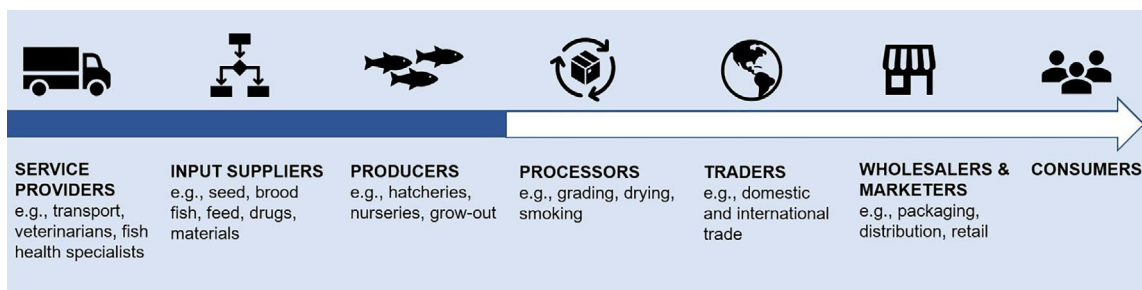 SERVICE
PROVIDERS
e.g., transport,
veterinarians, fish
health specialists
INPUT SUPPLIERS
e.g., seed, brood
fish, feed, drugs,
materials
PRODUCERS
e.g., hatcheries,
nurseries, grow-out
PROCESSORS
e.g., grading, drying,
smoking
TRADERS
e.g., domestic
and international
trade
WHOLESALERS &
MARKETERS
e.g., packaging,
distribution, retail
CONSUMERS